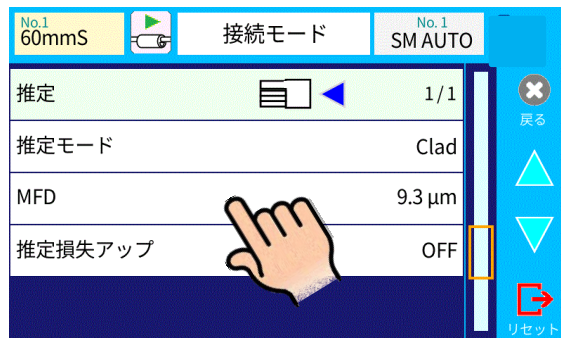 No.1
60mmS
接続モード
No. 1
SM AUTO
推定
1/1
戻る
推定モード
Clad
MFD
9.3 µm
推定損失アップ
OFF
リセット